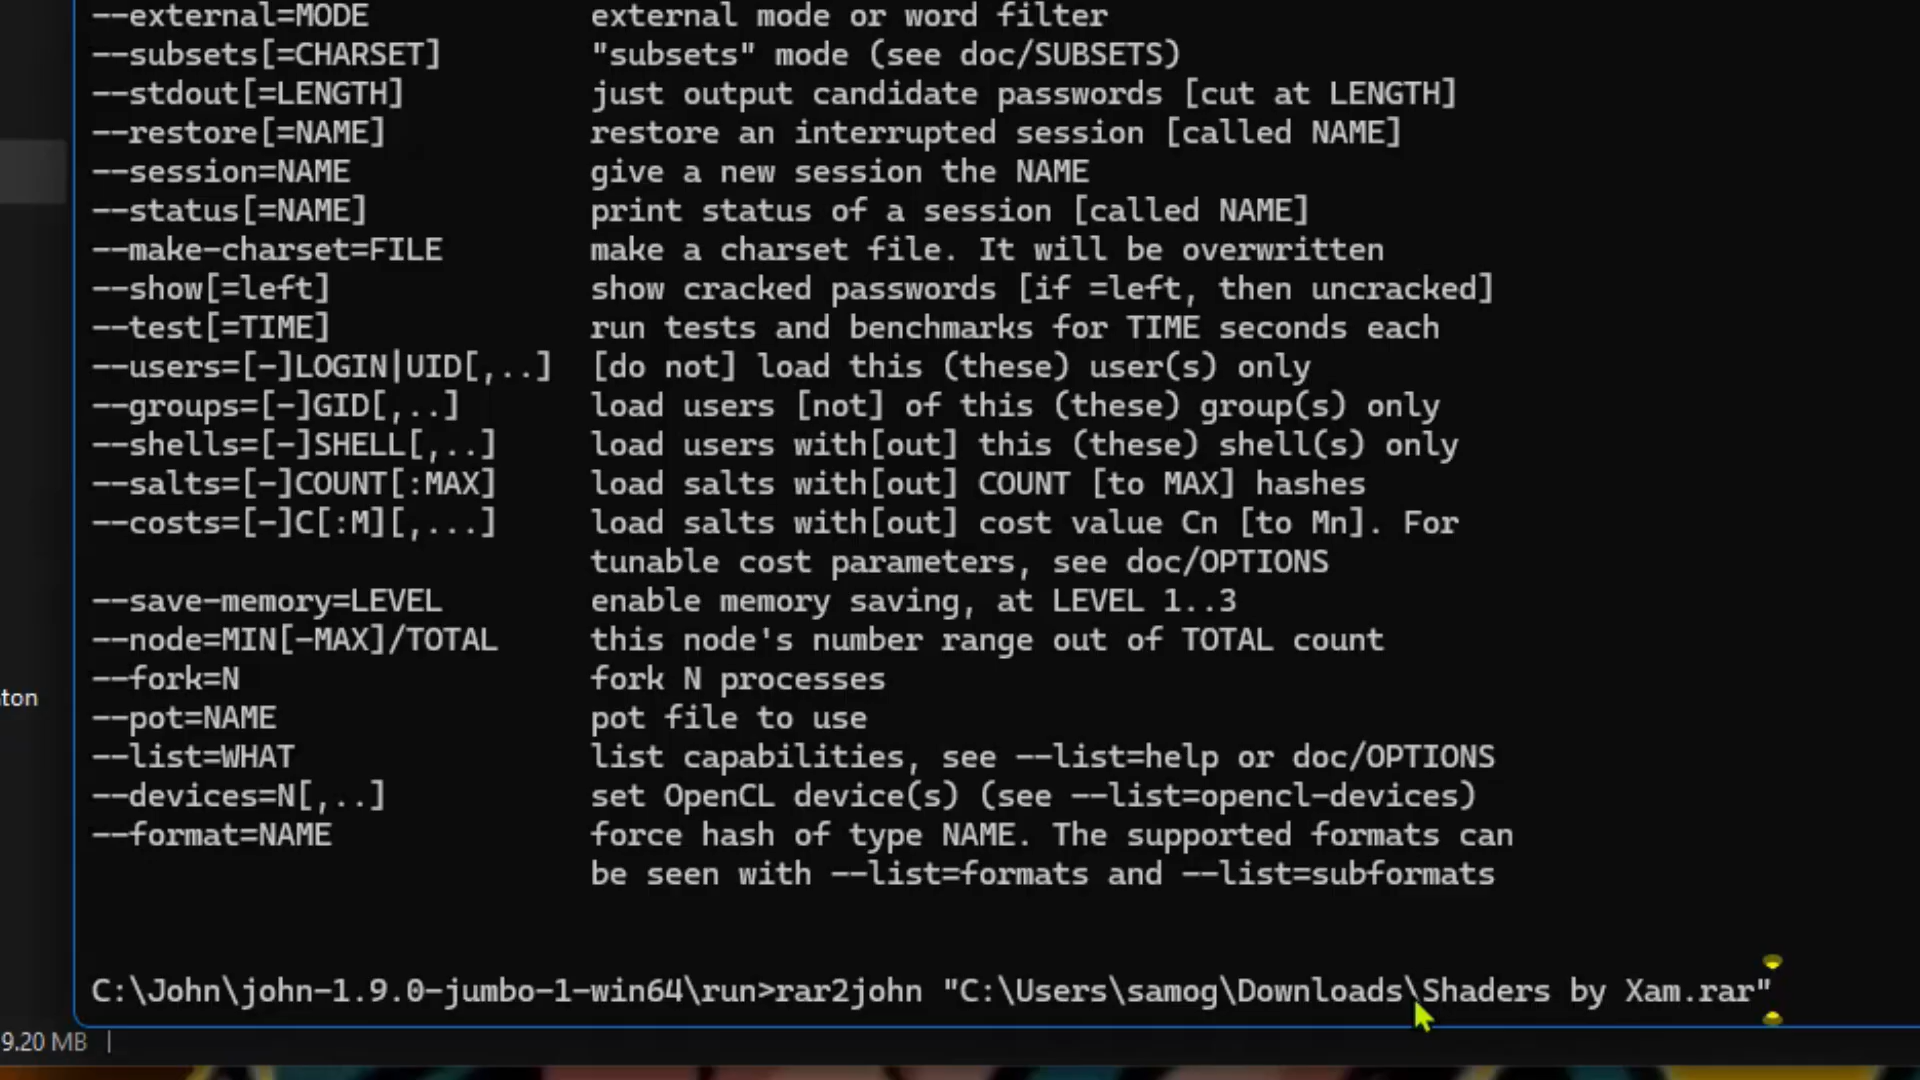 --external=MODE external mode or word filter
--subsets[=CHARSET] "subsets" mode (see doc/SUBSETS)
--stdout[=LENGTH] just output candidate passwords [cut at LENGTH]
--restore[=NAME] restore an interrupted session [called NAME]
--session=NAME give a new session the NAME
--status[=NAME] print status of a session [called NAME]
--make-charset=FILE make a charset file. It will be overwritten
--show[=left] show cracked passwords [if =left, then uncracked]
--test[=TIME] run tests and benchmarks for TIME seconds each
--users=[-]LOGIN|UID[,..] [do not] load this (these) user(s) only
--groups=[-]GID[,..] load users [not] of this (these) group(s) only
--shells=[-]SHELL[,..] load users with[out] this (these) shell(s) only
--salts=[-]COUNT[:MAX] load salts with[out] COUNT [to MAX] hashes
--costs=[-]C[:M][,...] load salts with[out] cost value Cn [to Mn]. For
tunable cost parameters, see doc/OPTIONS
--save-memory=LEVEL enable memory saving, at LEVEL 1..3
--node=MIN[-MAX]/TOTAL this node's number range out of TOTAL count
--fork=N fork N processes
ton
--pot=NAME pot file to use
--list=WHAT list capabilities, see --list=help or doc/OPTIONS
--devices=N[,..] set OpenCL device(s) (see --list=opencl-devices)
--format=NAME force hash of type NAME. The supported formats can
be seen with --list=formats and --list=subformats
C:\John\john-1.9.0-jumbo-1-win64\run>rar2john "C:\Users\samog\Downloads\Shaders by Xam.rar"
9.20 MB